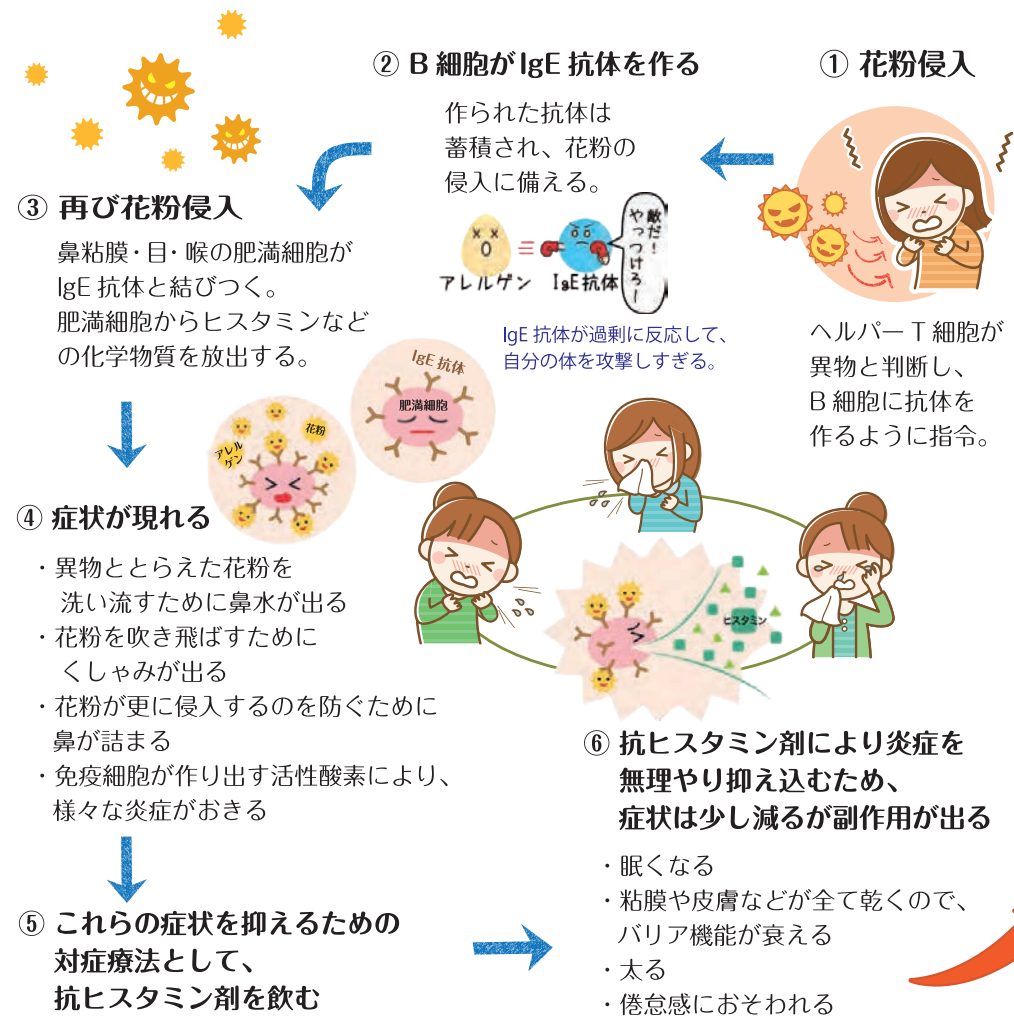 ① 花粉侵入
ヘルパーT細胞が
異物と判断し、
B細胞に抗体を
作るように指令。
② B細胞がIgE抗体を作る
作られた抗体は
蓄積され、花粉の
侵入に備える。
敵だ!
やっつけろー
アレルゲン
IgE抗体
IgE抗体が過剰に反応して、
自分の体を攻撃しすぎる。
③ 再び花粉侵入
鼻粘膜・目・喉の肥満細胞が
IgE抗体と結びつく。
肥満細胞からヒスタミンなど
の化学物質を放出する。
IgE抗体
肥満細胞
花粉
アレル
ゲン
④ 症状が現れる
・異物ととらえた花粉を
洗い流すために鼻水が出る
・花粉を吹き飛ばすために
くしゃみが出る
・花粉が更に侵入するのを防ぐために
鼻が詰まる
・免疫細胞が作り出す活性酸素により、
様々な炎症がおきる
ヒスタミン
⑤ これらの症状を抑えるための
対症療法として、
抗ヒスタミン剤を飲む
⑥ 抗ヒスタミン剤により炎症を
無理やり抑え込むため、
症状は少し減るが副作用が出る
・眠くなる
・粘膜や皮膚などが全て乾くので、
バリア機能が衰える
・太る
・倦怠感におそわれる